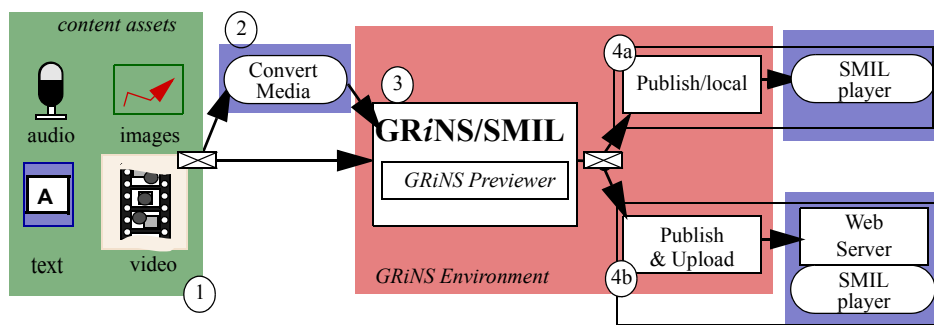 content assets
audio
images
A
text
video
1
2
Convert
Media
3
GRiNS/SMIL
GRiNS Previewer
GRiNS Environment
4a
Publish/local
SMIL
player
4b
Publish
& Upload
Web
Server
SMIL
player